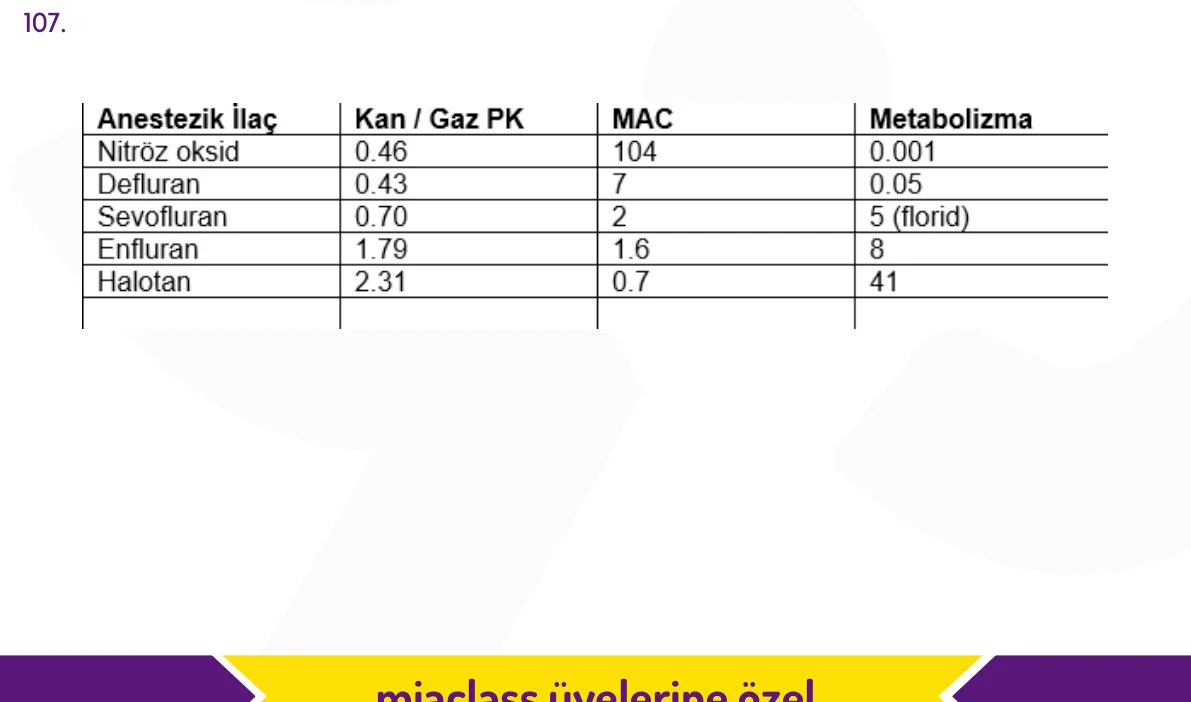 107.
Anestezik İlaç Kan / Gaz PK MAC Metabolizma
Nitröz oksid 0.46 104 0.001
Defluran 0.43 7 0.05
Sevofluran 0.70 2 5 (florid)
Enfluran 1.79 1.6 8
Halotan 2.31 0.7 41
miaclass üyelerine özel